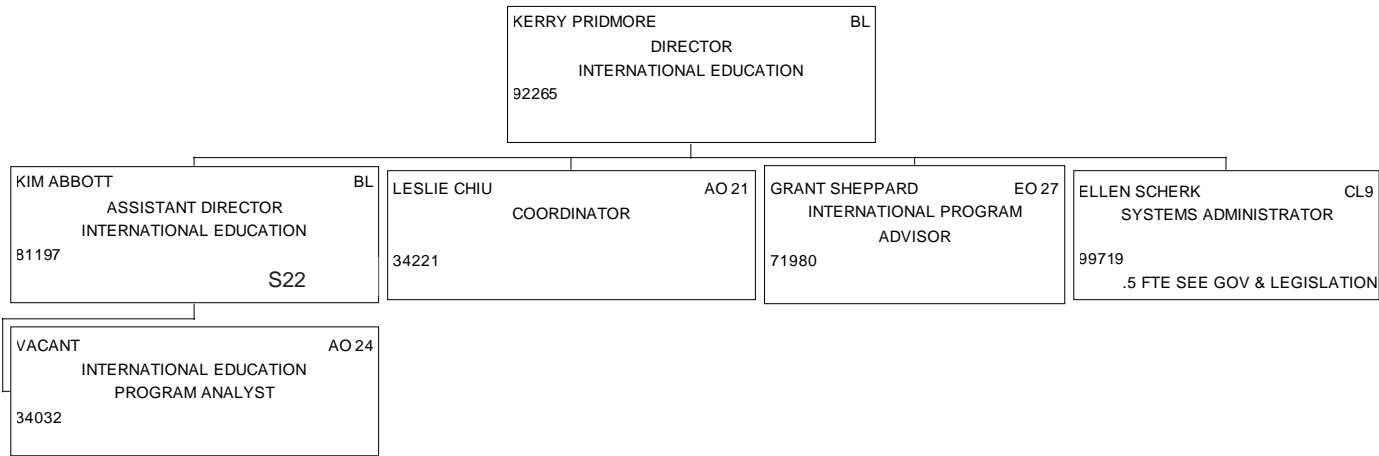 KERRY PRIDMORE BL
DIRECTOR
INTERNATIONAL EDUCATION
92265
KIM ABBOTT BL
ASSISTANT DIRECTOR
INTERNATIONAL EDUCATION
81197
S22
LESLIE CHIU AO 21
COORDINATOR
34221
GRANT SHEPPARD EO 27
INTERNATIONAL PROGRAM
ADVISOR
71980
ELLEN SCHERK CL9
SYSTEMS ADMINISTRATOR
99719
.5 FTE SEE GOV & LEGISLATION
VACANT AO 24
INTERNATIONAL EDUCATION
PROGRAM ANALYST
34032